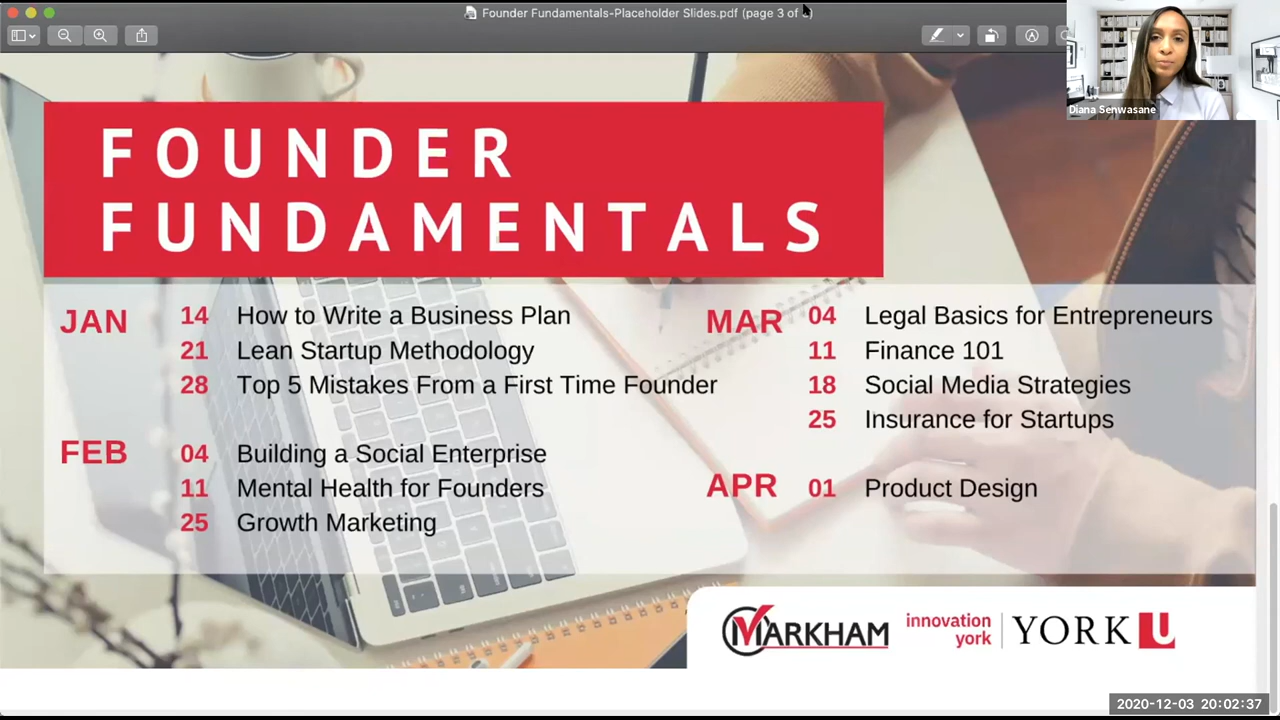 Founder Fundamentals-Placeholder Slides.pdf (page 3 of
Diana Senwasane
FOUNDER
FUNDAMENTALS
JAN 14 How to Write a Business Plan
21 Lean Startup Methodology
28 Top 5 Mistakes From a First Time Founder
FEB 04 Building a Social Enterprise
11 Mental Health for Founders
25 Growth Marketing
MAR 04 Legal Basics for Entrepreneurs
11 Finance 101
18 Social Media Strategies
25 Insurance for Startups
APR 01 Product Design
MARKHAM
innovation
york
YORK U
2020-12-03 20:02:37